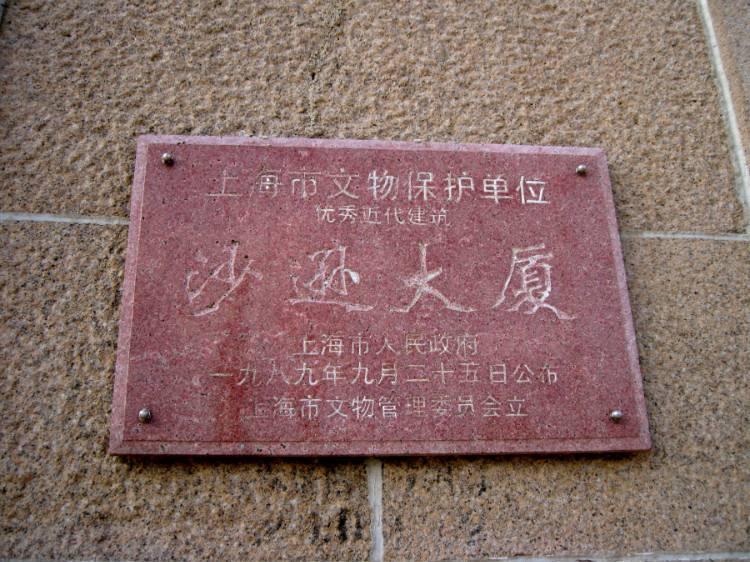 上海市文物保护单位
优秀近代建筑
沙逊大厦
上海市人民政府
一九八九年九月二十五日公布
上海市文物管理委员会立